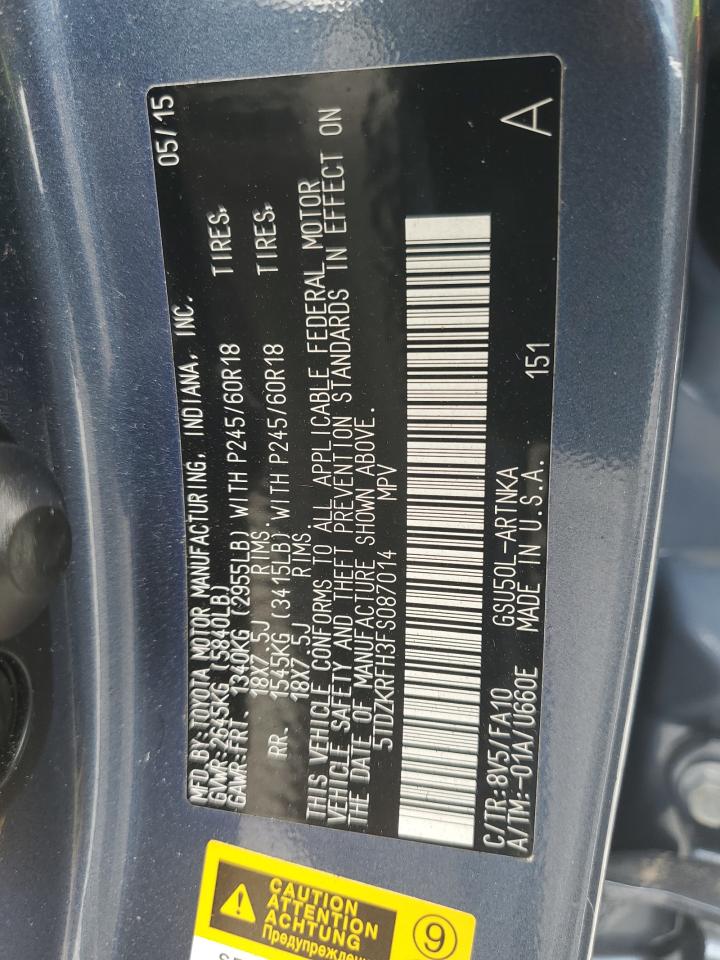 MFD BY:TOYOTA MOTOR MANUFACTURING, INDIANA, INC. 05/15
GVWR:2645KG (5840LB)
GAWR:FRT. 1340KG (2955LB) WITH P245/60R18 TIRES,
18X7.5J RIMS
RR. 1545KG (3415LB) WITH P245/60R18 TIRES,
18X7.5J RIMS
THIS VEHICLE CONFORMS TO ALL APPLICABLE FEDERAL MOTOR
VEHICLE SAFETY AND THEFT PREVENTION STANDARDS IN EFFECT ON
THE DATE OF MANUFACTURE SHOWN ABOVE.
5TDZKRFH3FS087014 MPV
C/TR:8V5/FA10 GSU50L-ARTNKA
A/TM:-01A/U660E MADE IN U.S.A. 151 A
CAUTION
ATTENTION
ACHTUNG
9